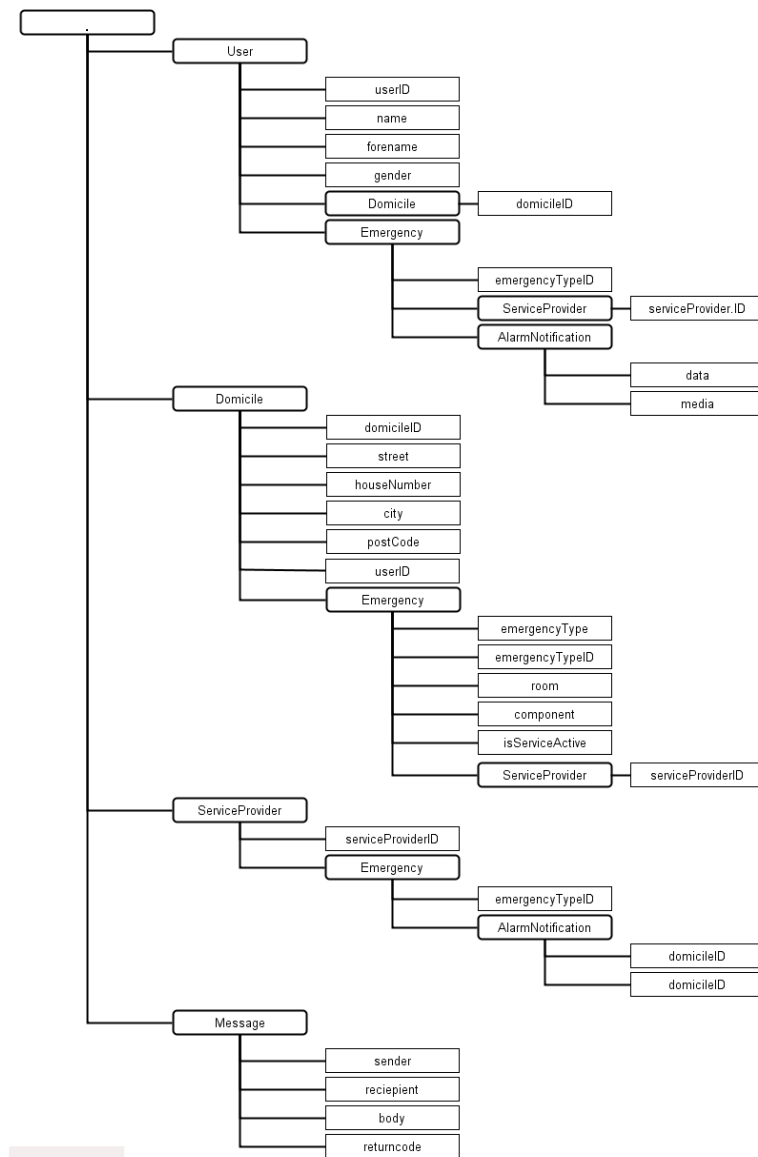 .
User
userID
name
forename
gender
Domicile
domicileID
Emergency
emergencyTypeID
ServiceProvider
serviceProvider.ID
AlarmNotification
data
media
Domicile
domicileID
street
houseNumber
city
postCode
userID
Emergency
emergencyType
emergencyTypeID
room
component
isServiceActive
ServiceProvider
serviceProviderID
ServiceProvider
serviceProviderID
Emergency
emergencyTypeID
AlarmNotification
domicileID
domicileID
Message
sender
reciepient
body
returncode